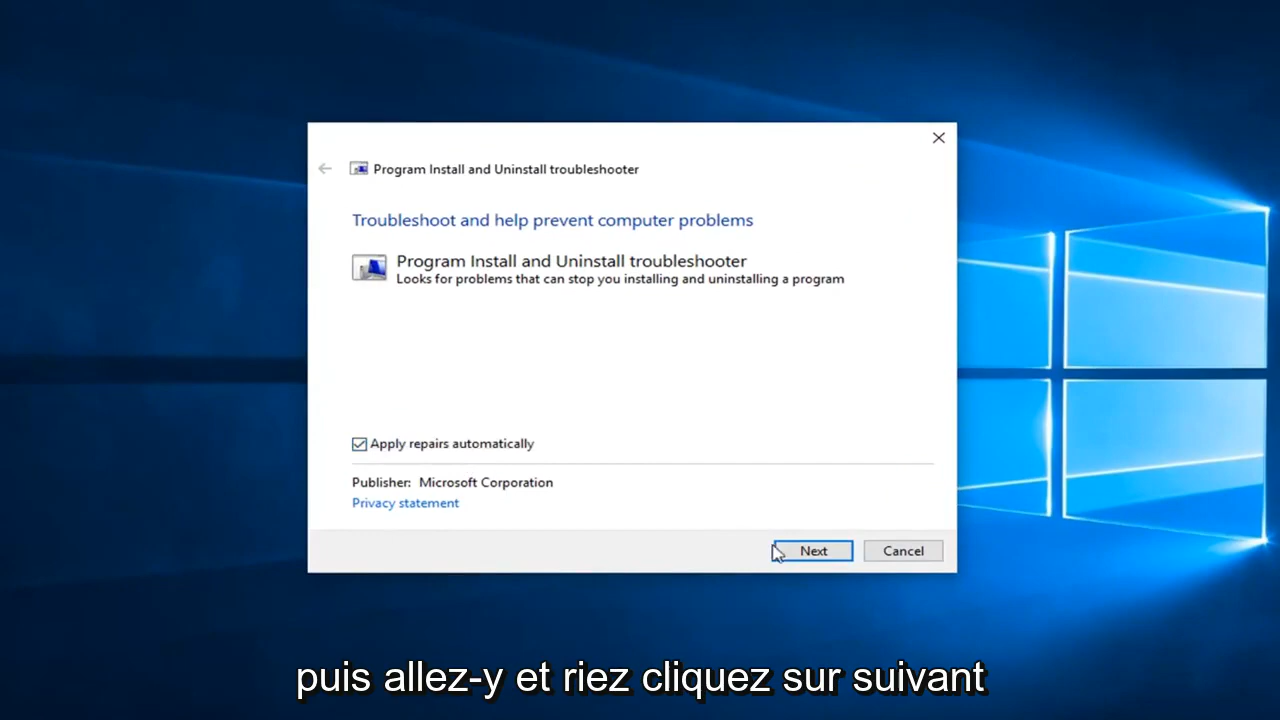 Program Install and Uninstall troubleshooter
Troubleshoot and help prevent computer problems
Program Install and Uninstall troubleshooter
Looks for problems that can stop you installing and uninstalling a program
Apply repairs automatically
Publisher: Microsoft Corporation
Privacy statement
Next Cancel
puis allez-y et riez cliquez sur suivant